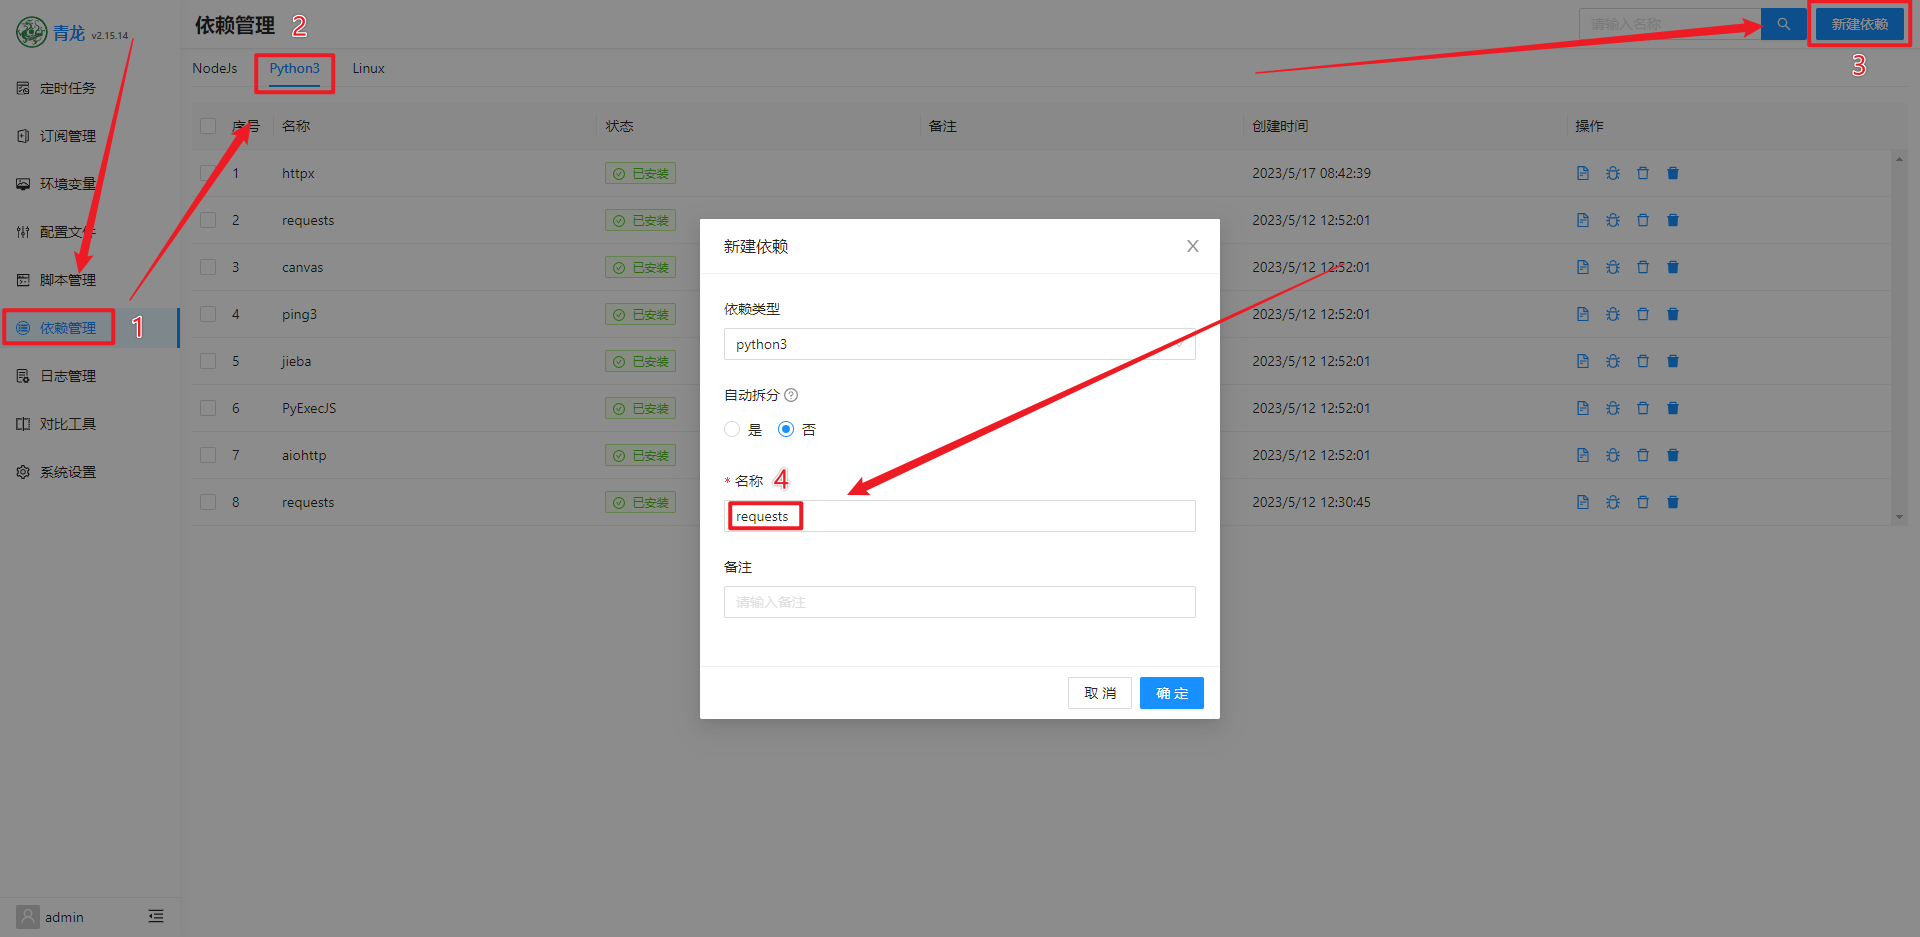 青龙 v2.15.14
定时任务
订阅管理
环境变量
配置文件
脚本管理
依赖管理 1
日志管理
对比工具
系统设置
admin
依赖管理 2
请输入名称
新建依赖
3
NodeJs Python3 Linux
序号 名称 状态 备注 创建时间 操作
1 httpx 已安装 2023/5/17 08:42:39
2 requests 已安装 2023/5/12 12:52:01
3 canvas 已安装 2023/5/12 12:52:01
4 ping3 已安装 2023/5/12 12:52:01
5 jieba 已安装 2023/5/12 12:52:01
6 PyExecJS 已安装 2023/5/12 12:52:01
7 aiohttp 已安装 2023/5/12 12:52:01
8 requests 已安装 2023/5/12 12:30:45
新建依赖
依赖类型
python3
自动拆分
是 否
* 名称 4
requests
备注
请输入备注
取 消 确 定